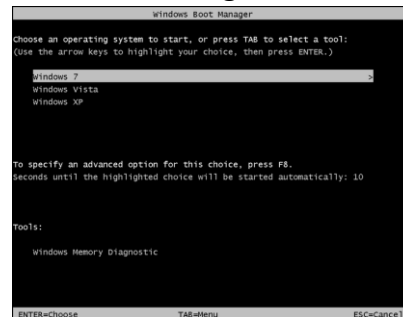 Windows Boot Manager
Choose an operating system to start, or press TAB to select a tool:
(Use the arrow keys to highlight your choice, then press ENTER.)
Windows 7 >
Windows Vista
Windows XP
To specify an advanced option for this choice, press F8.
Seconds until the highlighted choice will be started automatically: 10
Tools:
Windows Memory Diagnostic
ENTER=Choose TAB=Menu ESC=Cancel